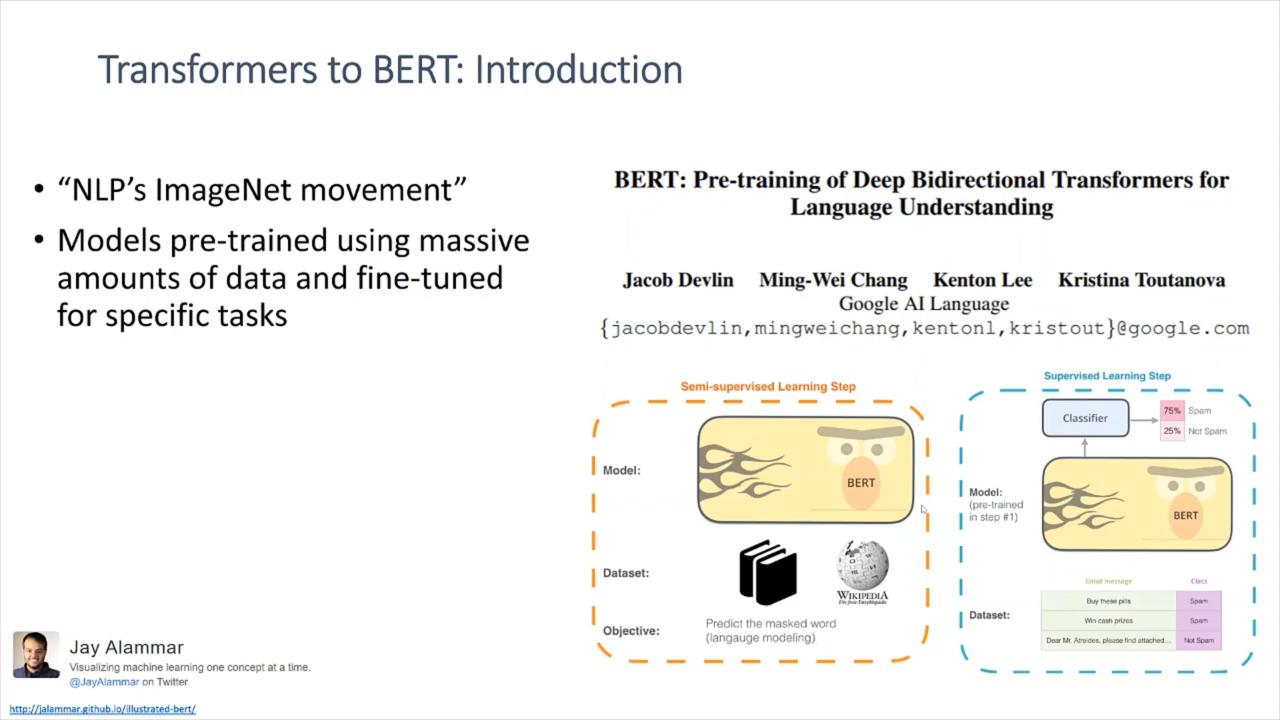 Transformers to BERT: Introduction
• “NLP’s ImageNet movement”
• Models pre-trained using massive
amounts of data and fine-tuned
for specific tasks
BERT: Pre-training of Deep Bidirectional Transformers for
Language Understanding
Jacob Devlin Ming-Wei Chang Kenton Lee Kristina Toutanova
Google AI Language
{jacobdevlin,mingweichang,kentonl,kristout}@google.com
Semi-supervised Learning Step
Model:
BERT
Dataset:
WIKIPEDIA
Die freie Enzyklopädie
Objective:
Predict the masked word
(langauge modeling)
Supervised Learning Step
Classifier
75% Spam
25% Not Spam
Model:
(pre-trained
in step #1)
BERT
Dataset:
Email message Class
Buy these pills Spam
Win cash prizes Spam
Dear Mr. Atreides, please find attached... Not Spam
Jay Alammar
Visualizing machine learning one concept at a time.
@JayAlammar on Twitter.
http://jalammar.github.io/illustrated-bert/